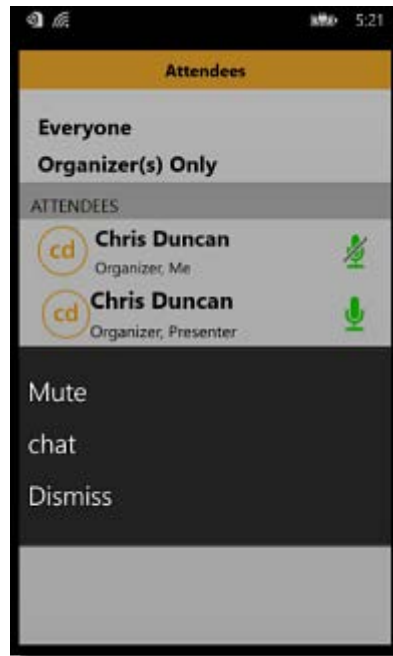 5:21
Attendees
Everyone
Organizer(s) Only
ATTENDEES
cd Chris Duncan
Organizer, Me
cd Chris Duncan
Organizer, Presenter
Mute
chat
Dismiss